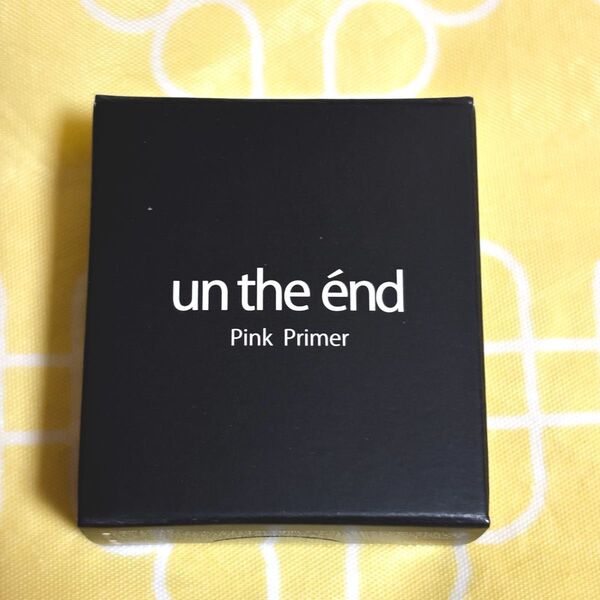 un the énd
Pink Primer